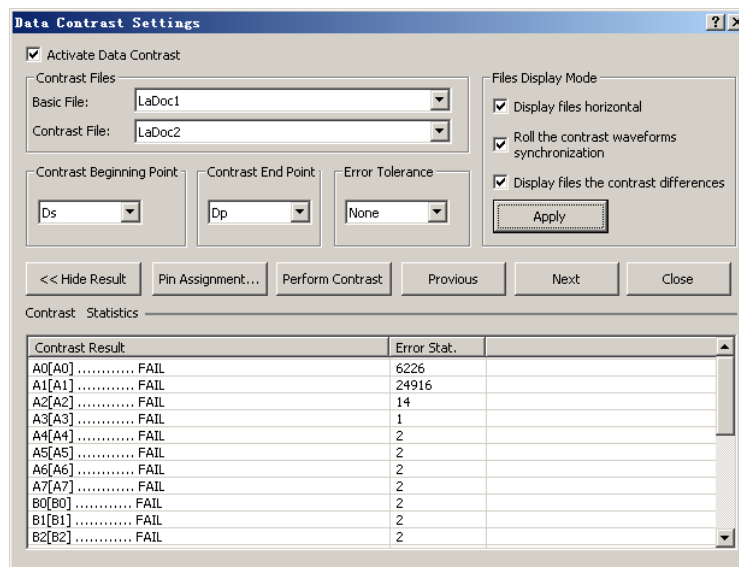 Data Contrast Settings
Activate Data Contrast
Contrast Files
Basic File: LaDoc1
Contrast File: LaDoc2
Files Display Mode
Display files horizontal
Roll the contrast waveforms
synchronization
Display files the contrast differences
Apply
Contrast Beginning Point Contrast End Point Error Tolerance
Ds Dp None
<< Hide Result Pin Assignment... Perform Contrast Provious Next Close
Contrast Statistics
Contrast Result Error Stat.
A0[A0] ............ FAIL 6226
A1[A1] ............ FAIL 24916
A2[A2] ............ FAIL 14
A3[A3] ............ FAIL 1
A4[A4] ............ FAIL 2
A5[A5] ............ FAIL 2
A6[A6] ............ FAIL 2
A7[A7] ............ FAIL 2
B0[B0] ............ FAIL 2
B1[B1] ............ FAIL 2
B2[B2] ............ FAIL 2